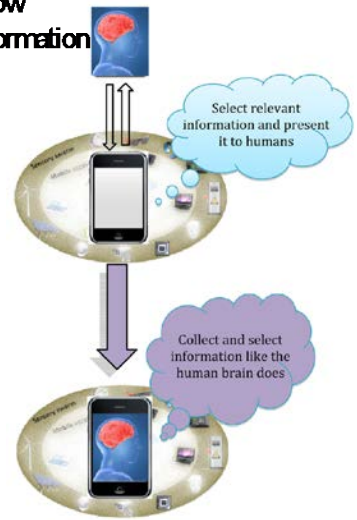 ow
ormation
Select relevant
information and present
it to humans
Collect and select
information like the
human brain does